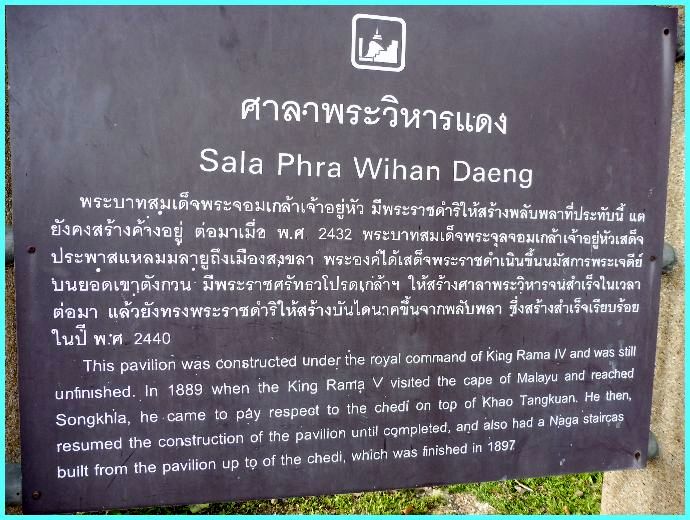 ศาลาพระวิหารแดง
Sala Phra Wihan Daeng
พระบาทสมเด็จพระจอมเกล้าเจ้าอยู่หัว มีพระราชดำริให้สร้างพลับพลาที่ประทับนี้ แต่
ยังคงสร้างค้างอยู่ ต่อมาเมื่อ พ.ศ 2432 พระบาทสมเด็จพระจุลจอมเกล้าเจ้าอยู่หัวเสด็จ
ประพาสแหลมมลายูถึงเมืองสงขลา พระองค์ได้เสด็จพระราชดำเนินขึ้นนมัสการพระเจดีย์
บนยอดเขาตังกวน มีพระราชศรัทธาโปรดเกล้าฯ ให้สร้างศาลาพระวิหารจนสำเร็จในเวลา
ต่อมา แล้วยังทรงพระราชดำริให้สร้างบันไดนาคขึ้นจากพลับพลา ซึ่งสร้างสำเร็จเรียบร้อย
ในปี พ.ศ 2440
This pavilion was constructed under the royal command of King Rama IV and was still
unfinished. In 1889 when the King Rama V visited the cape of Malayu and reached
Songkhla, he came to pay respect to the chedi on top of Khao Tangkuan. He then,
resumed the construction of the pavilion until completed, and also had a Naga staircas
built from the pavilion up to of the chedi, which was finished in 1897.